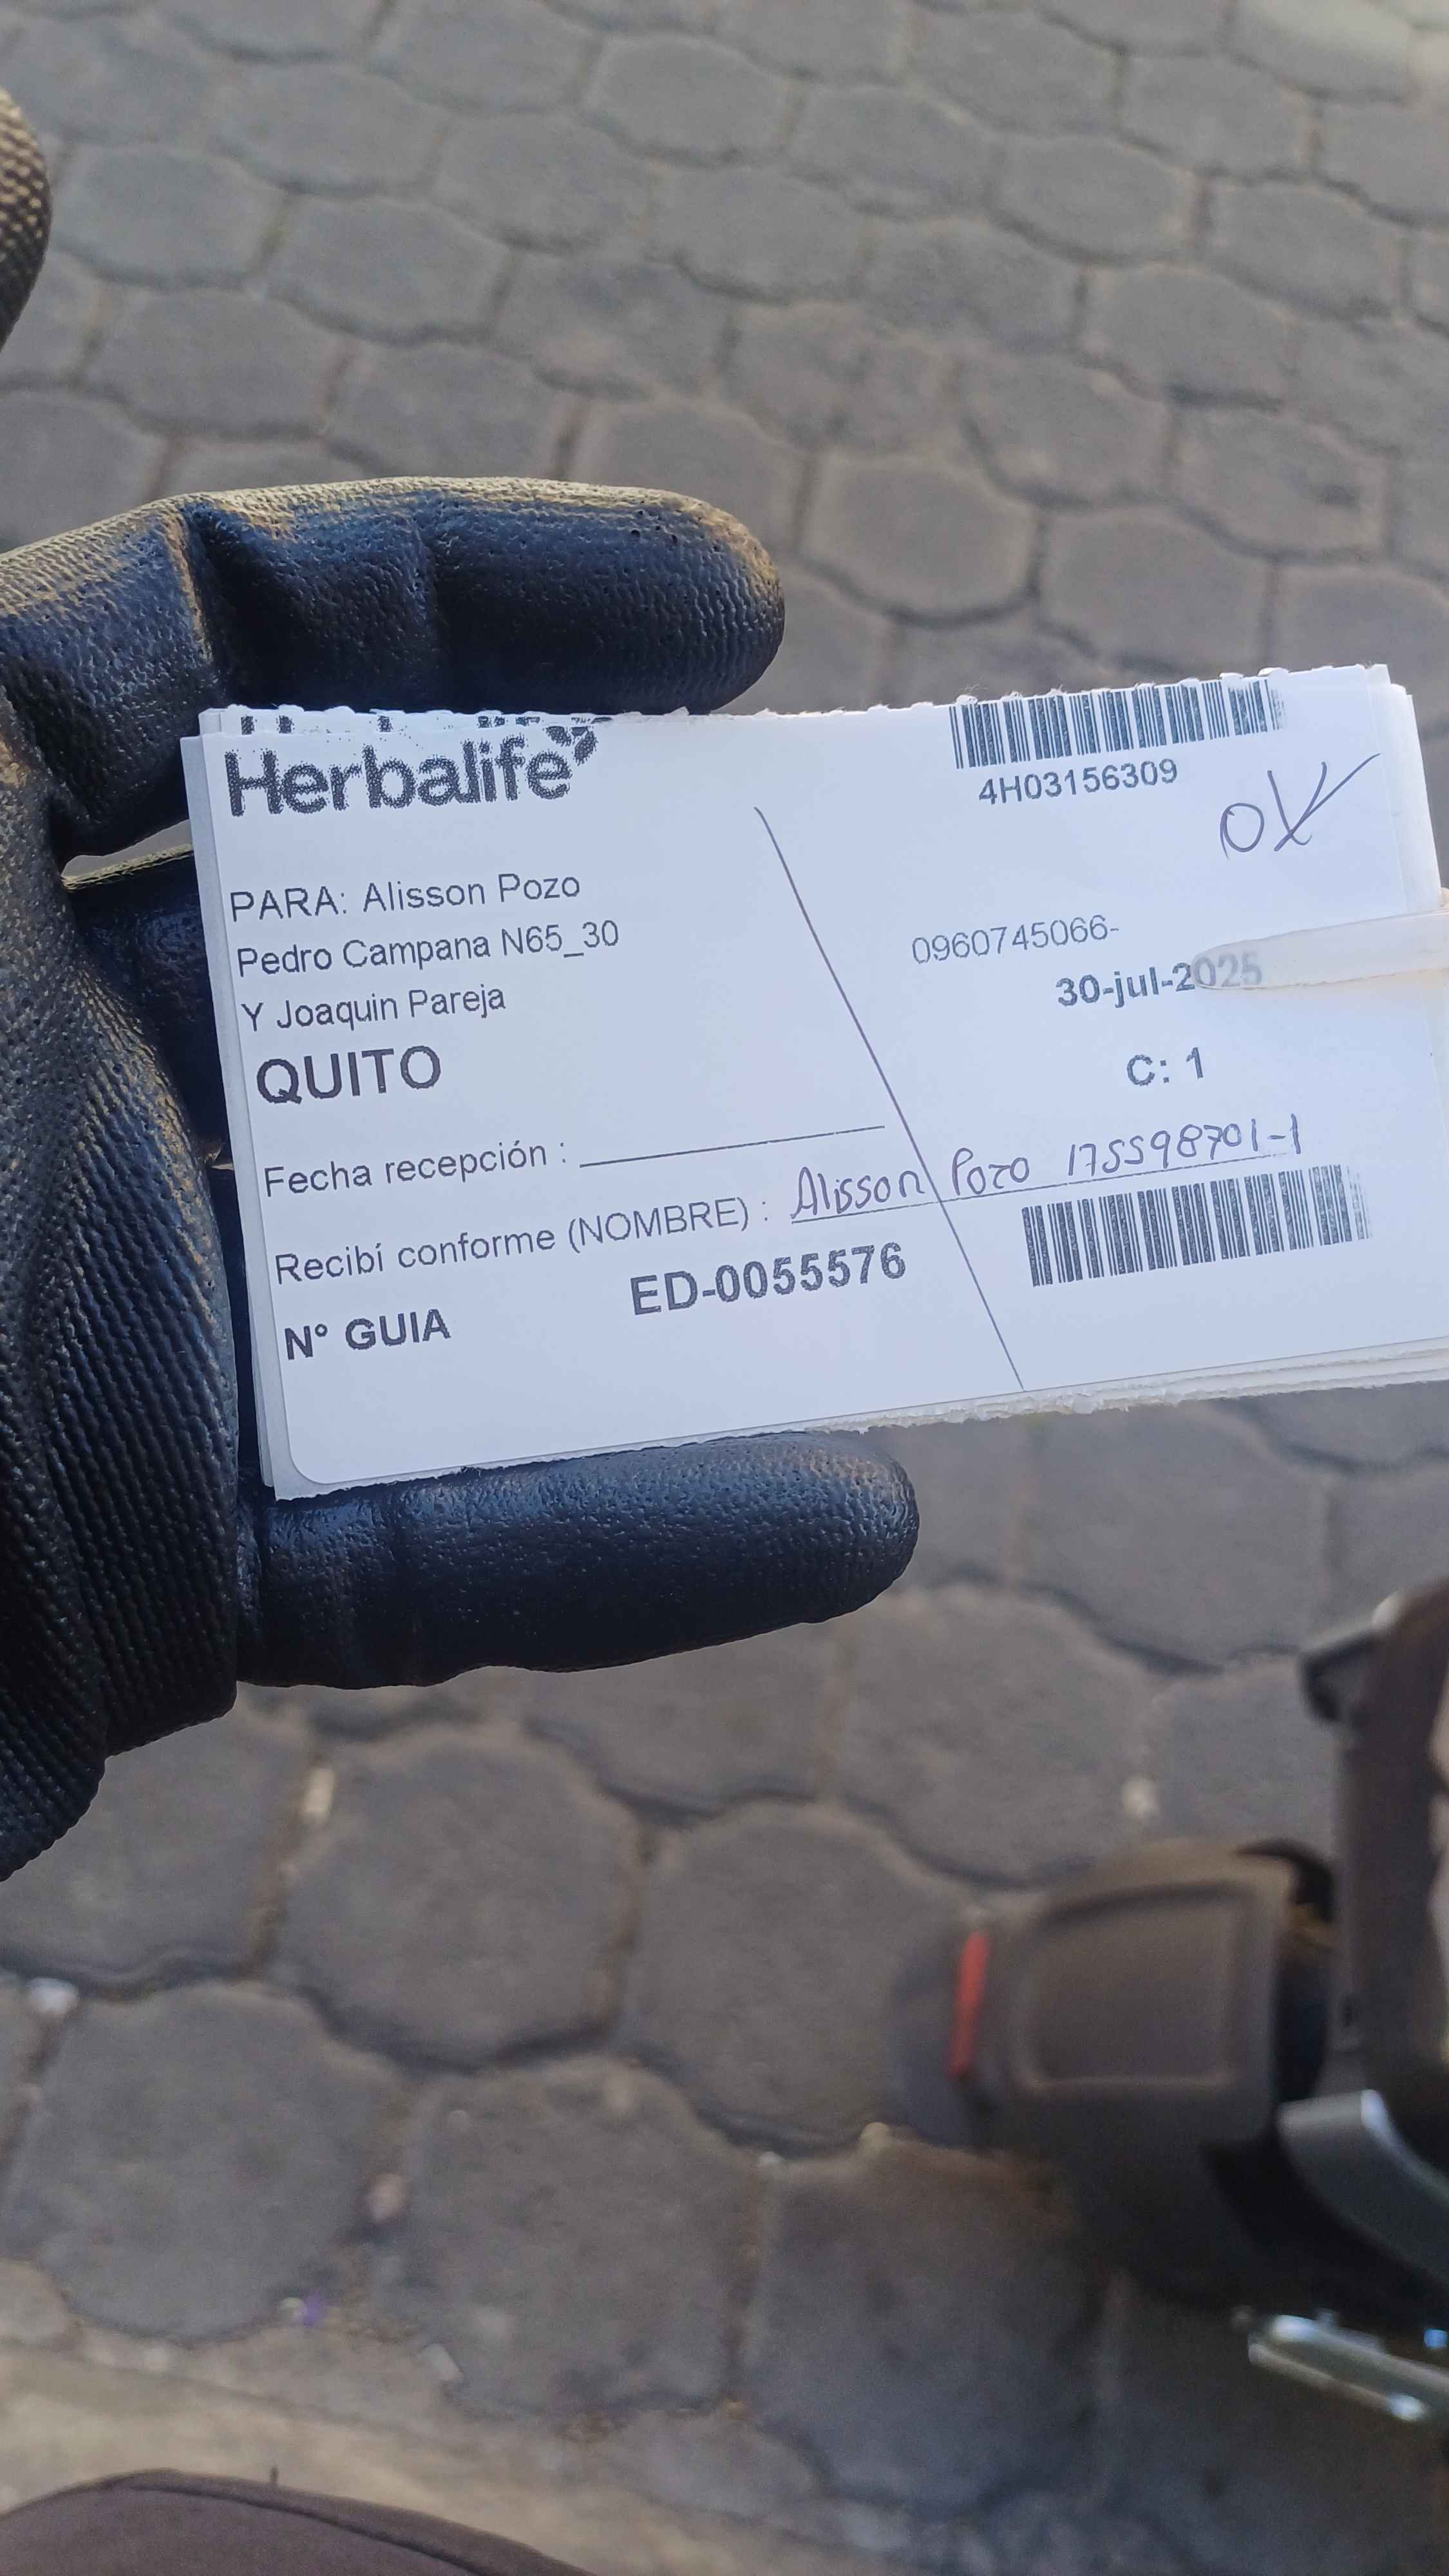 Herbalife
4H03156309
OK
PARA: Alisson Pozo
Pedro Campana N65_30
Y Joaquin Pareja
QUITO
0960745066-
30-jul-2025
C: 1
Fecha recepción :
Recibí conforme (NOMBRE) : Alisson Pozo 175598701-1
N° GUIA ED-0055576